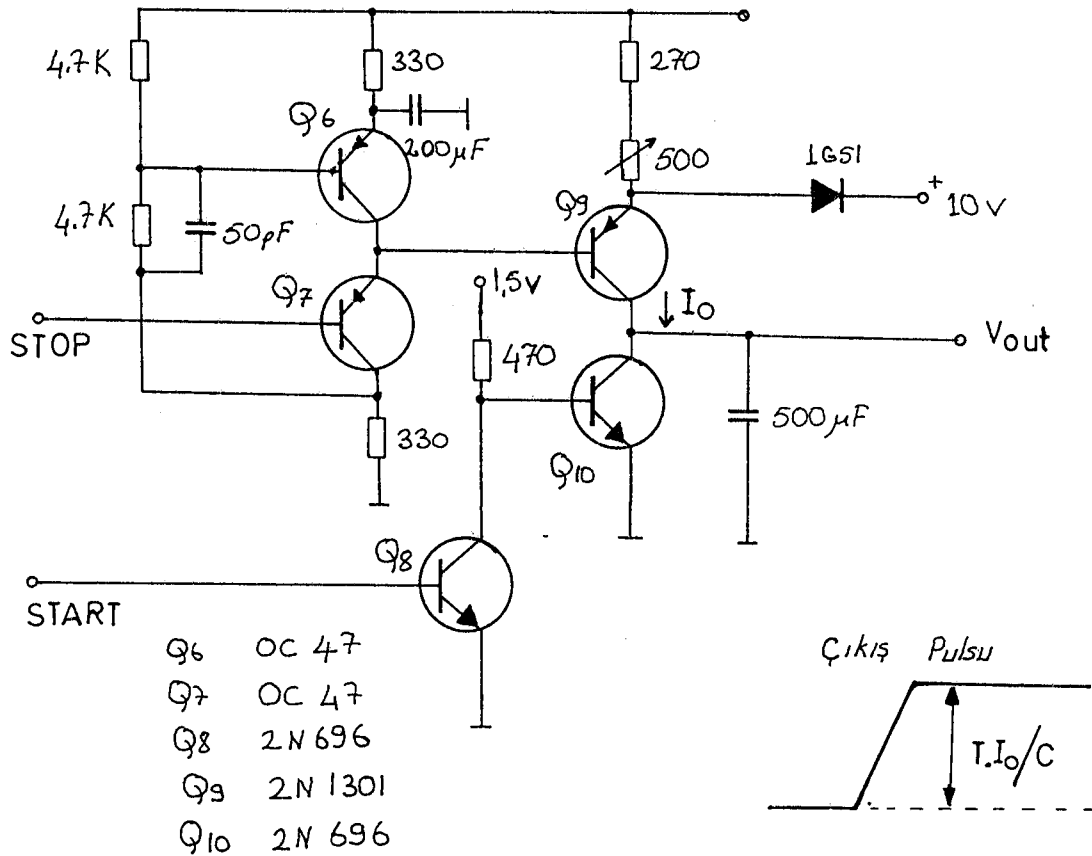 4.7K
330
270
Q6
200µF
500
1G51
+
10v
4.7K
50pF
Q9
Q7
1,5v
I₀
STOP
Vout
470
330
500µF
Q10
Q8
START
Q6 OC 47
Q7 OC 47
Q8 2N 696
Q9 2N 1301
Q10 2N 696
Çıkış Pulsu
T.I₀/C